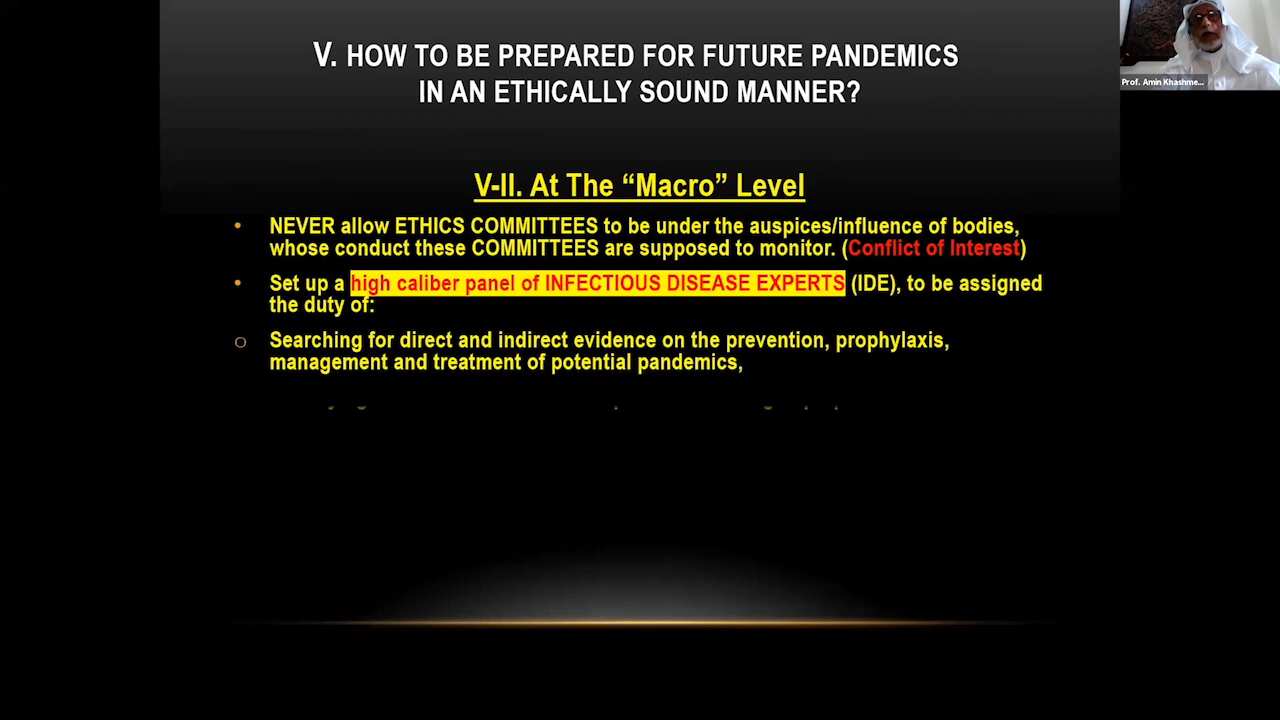 V. HOW TO BE PREPARED FOR FUTURE PANDEMICS
IN AN ETHICALLY SOUND MANNER?
Prof. Amin Khashme...
V-II. At The “Macro” Level
• NEVER allow ETHICS COMMITTEES to be under the auspices/influence of bodies,
whose conduct these COMMITTEES are supposed to monitor. (Conflict of Interest)
• Set up a high caliber panel of INFECTIOUS DISEASE EXPERTS (IDE), to be assigned
the duty of:
o Searching for direct and indirect evidence on the prevention, prophylaxis,
management and treatment of potential pandemics,